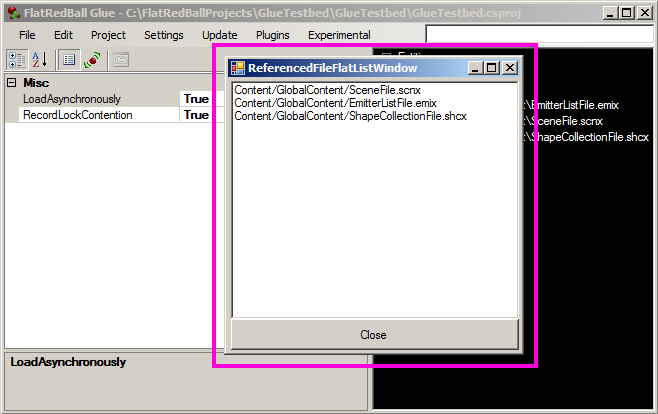 FlatRedBall Glue - C:\FlatRedBallProjects\GlueTestbed\GlueTestbed\GlueTestbed.csproj
File Edit Project Settings Update Plugins Experimental
Misc
LoadAsynchronously True
RecordLockContention True
ReferencedFileFlatListWindow
Content/GlobalContent/SceneFile.scnx
Content/GlobalContent/EmitterListFile.emix
Content/GlobalContent/ShapeCollectionFile.shcx
Close
:\EmitterListFile.emix
:\SceneFile.scnx
:\ShapeCollectionFile.shcx
LoadAsynchronously